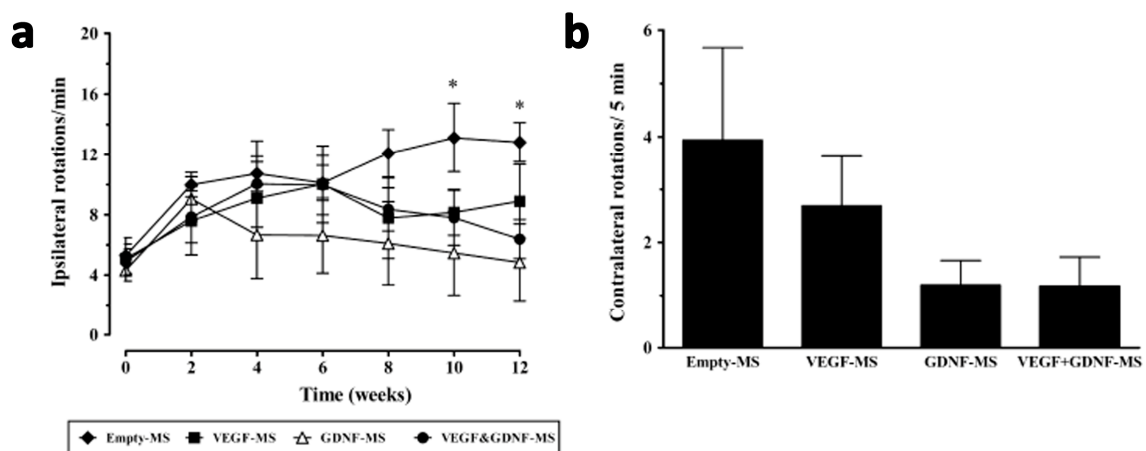 a
b
20
16
12
8
4
0
Ipsilateral rotations/min
*
*
0 2 4 6 8 10 12
Time (weeks)
Empty-MS VEGF-MS GDNF-MS VEGF&GDNF-MS
6
4
2
0
Contralateral rotations/ 5 min
Empty-MS VEGF-MS GDNF-MS VEGF+GDNF-MS